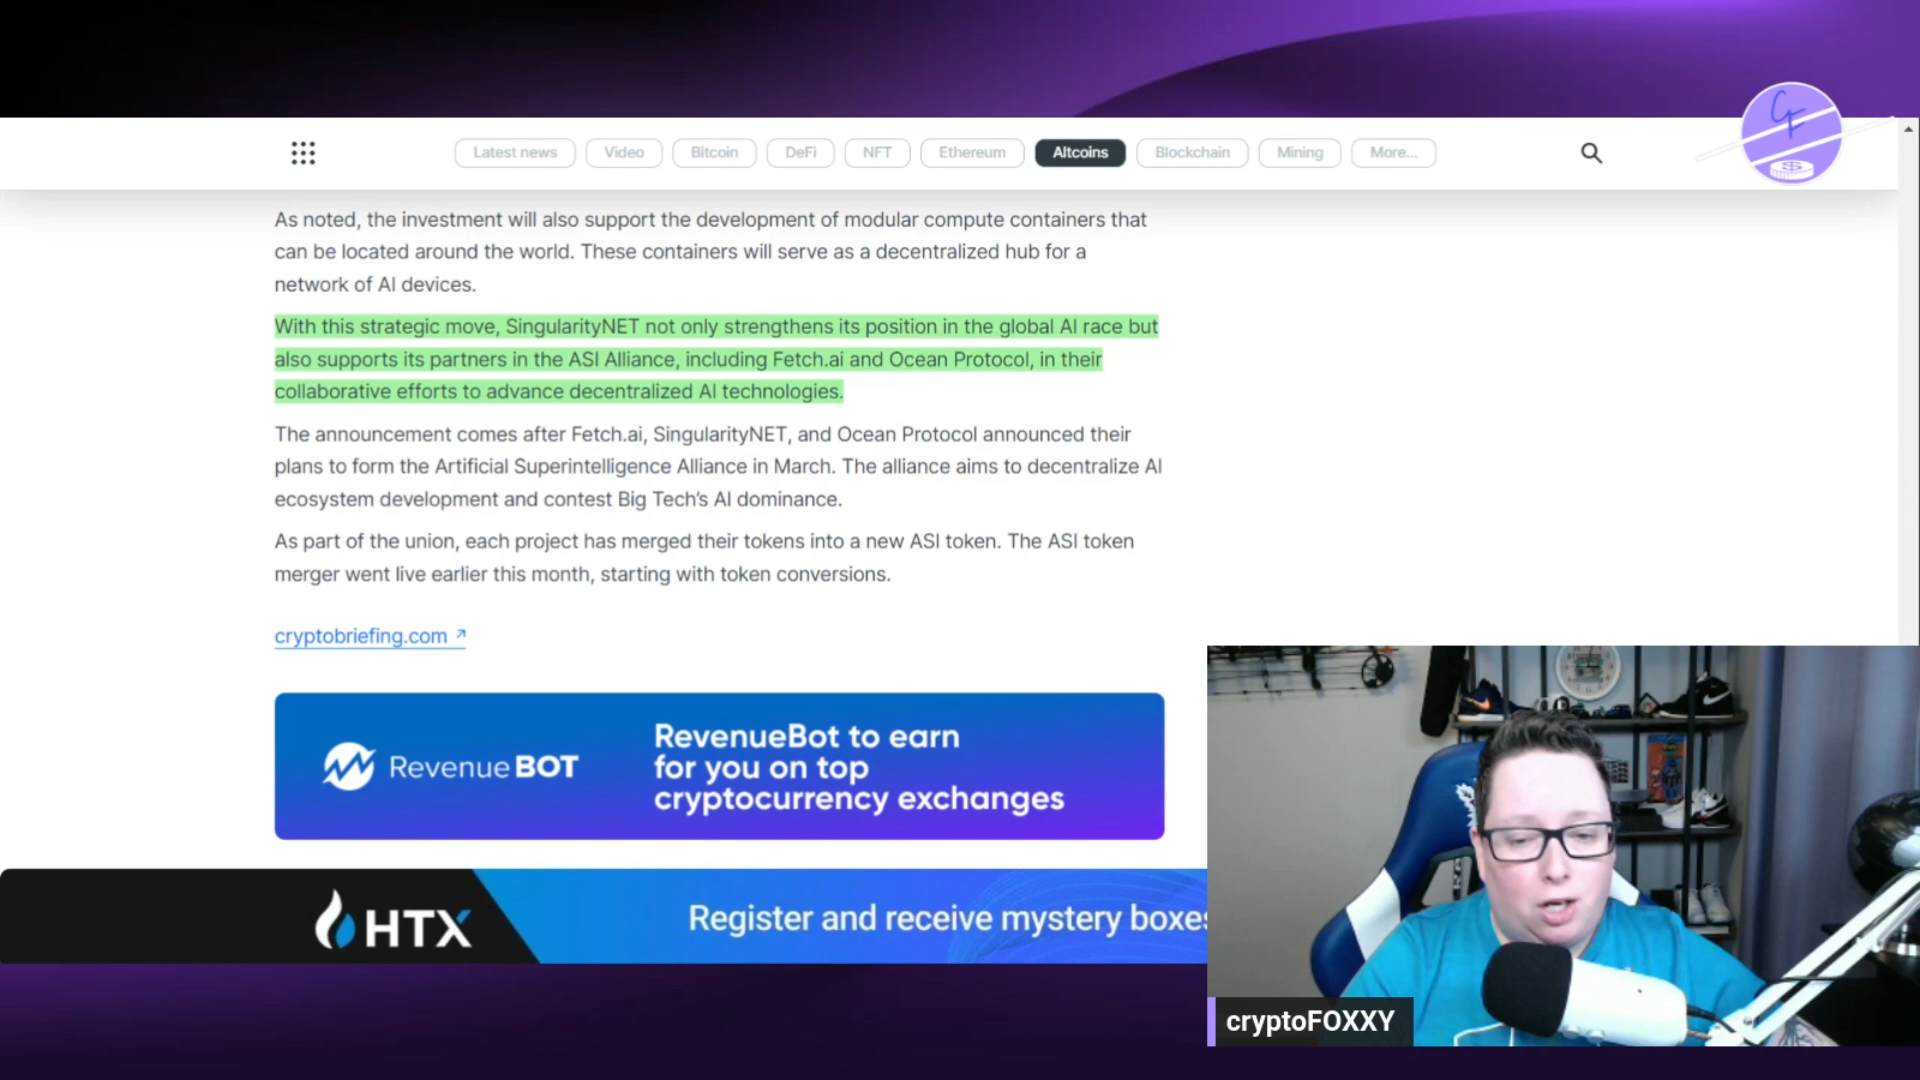 Latest news
Video
Bitcoin
DeFi
NFT
Ethereum
Altcoins
Blockchain
Mining
More...
CF
$
As noted, the investment will also support the development of modular compute containers that
can be located around the world. These containers will serve as a decentralized hub for a
network of AI devices.
With this strategic move, SingularityNET not only strengthens its position in the global AI race but
also supports its partners in the ASI Alliance, including Fetch.ai and Ocean Protocol, in their
collaborative efforts to advance decentralized AI technologies.
The announcement comes after Fetch.ai, SingularityNET, and Ocean Protocol announced their
plans to form the Artificial Superintelligence Alliance in March. The alliance aims to decentralize AI
ecosystem development and contest Big Tech's AI dominance.
As part of the union, each project has merged their tokens into a new ASI token. The ASI token
merger went live earlier this month, starting with token conversions.
cryptobriefing.com ↗
Revenue BOT
RevenueBot to earn
for you on top
cryptocurrency exchanges
HTX
Register and receive mystery boxes
cryptoFOXXY